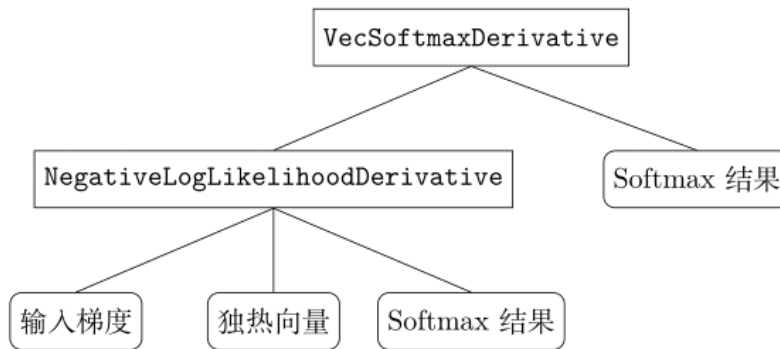 VecSoftmaxDerivative
NegativeLogLikelihoodDerivative
Softmax 结果
输入梯度
独热向量
Softmax 结果